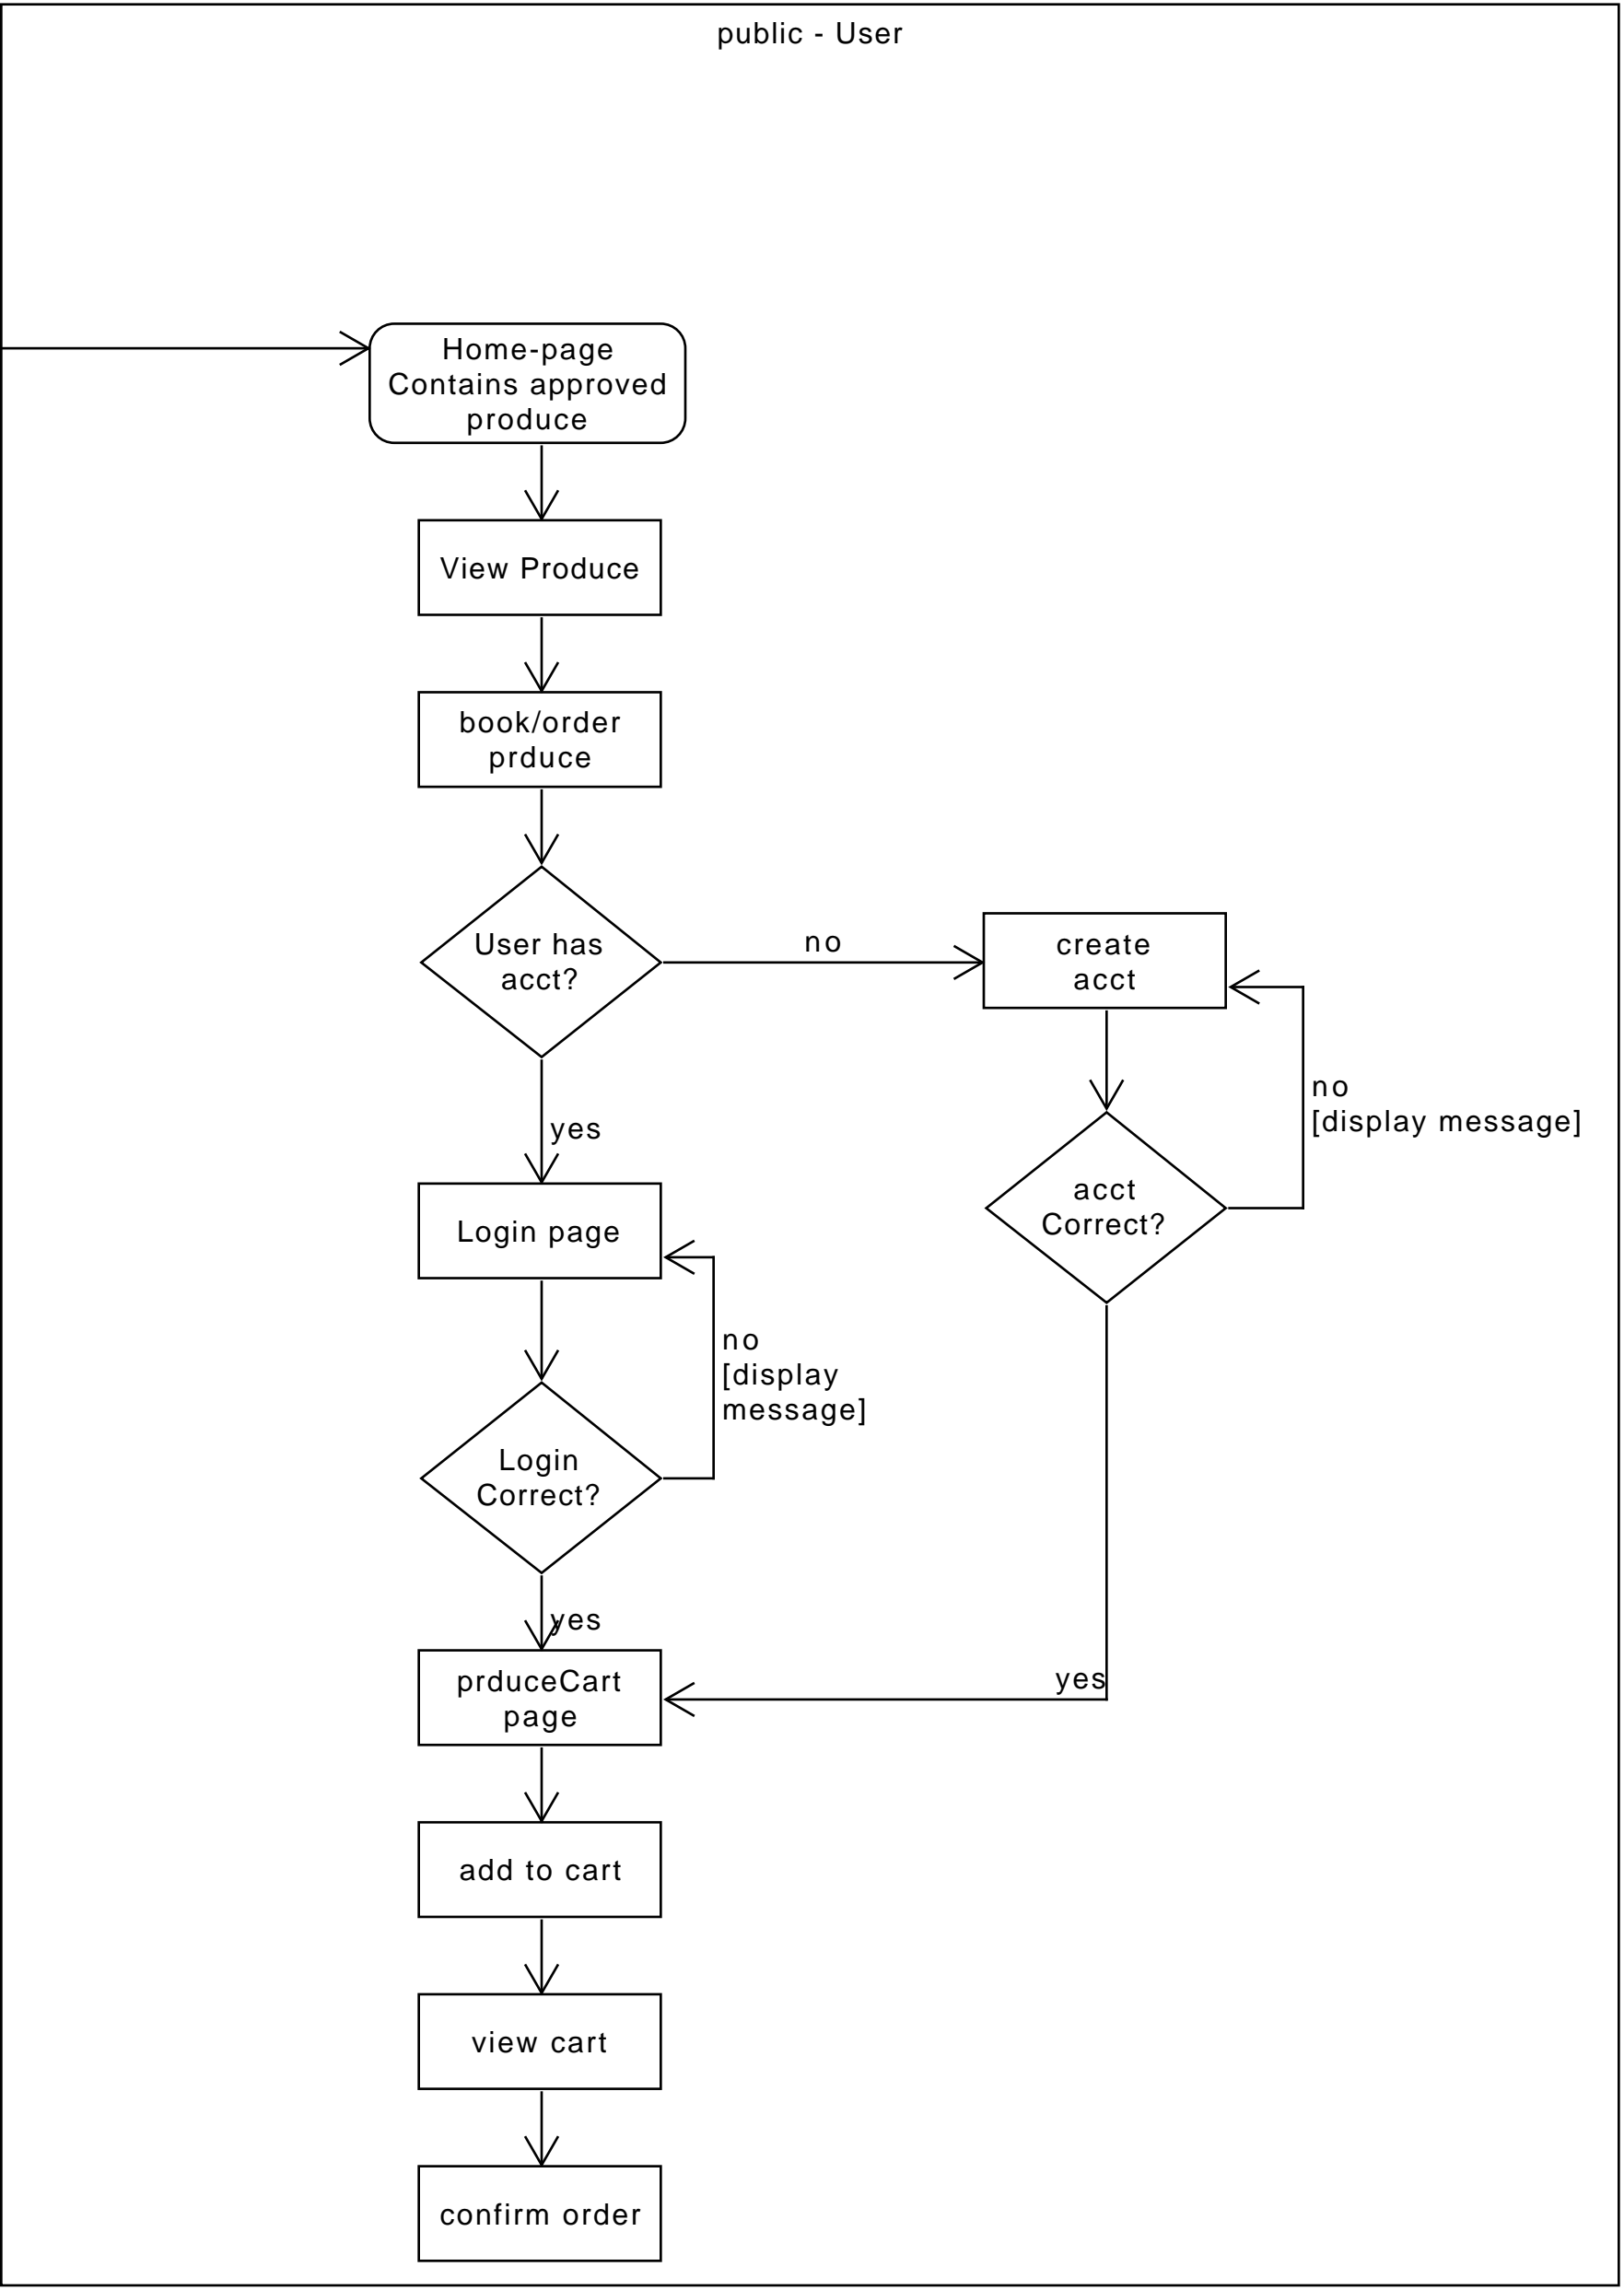 public - User
Home-page
Contains approved
produce
View Produce
book/order
prduce
User has
acct?
no
create
acct
no
[display message]
yes
acct
Correct?
Login page
no
[display
message]
Login
Correct?
yes
prduceCart
page
yes
add to cart
view cart
confirm order